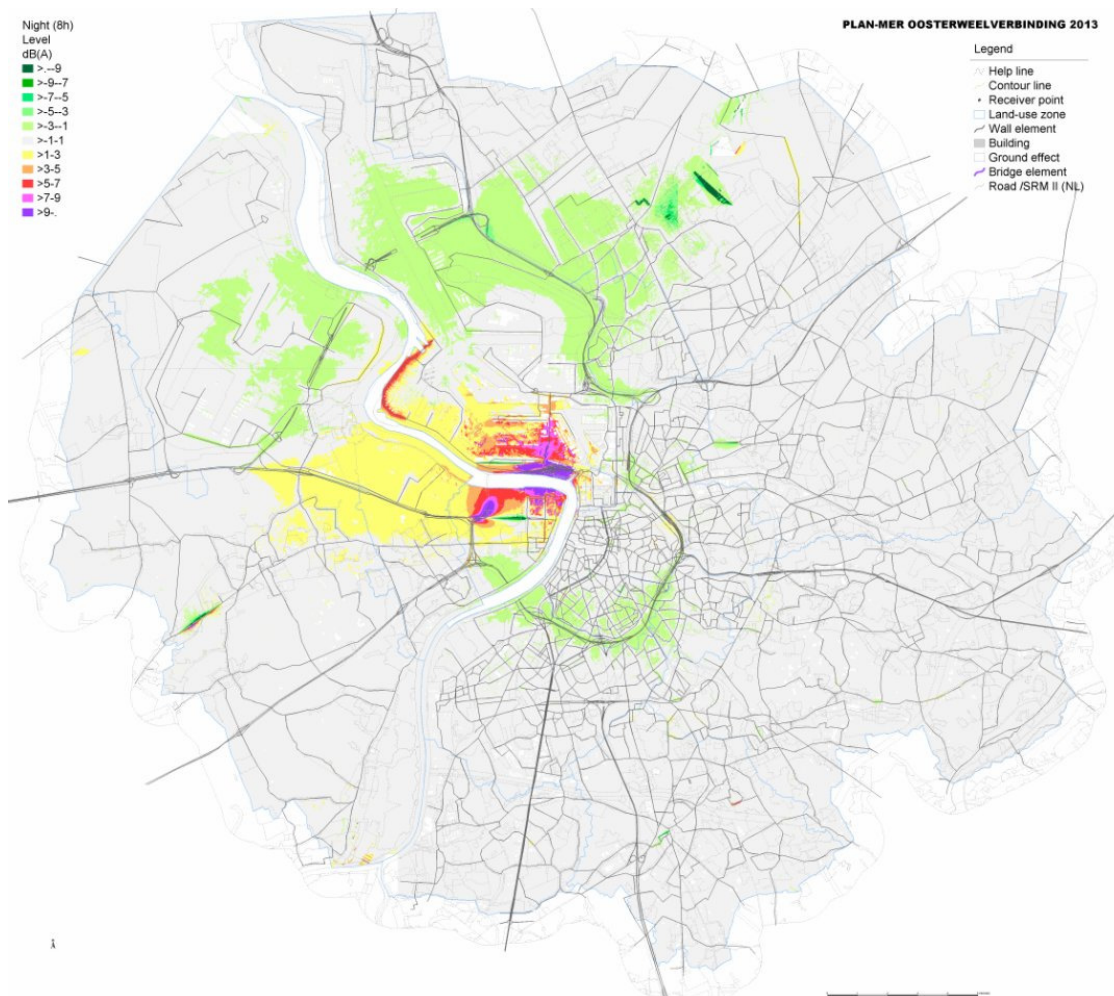 Night (8h)
Level
dB(A)
>.--9
>-9--7
>-7--5
>-5--3
>-3--1
>-1-1
>1-3
>3-5
>5-7
>7-9
>9-.
PLAN-MER OOSTERWEELVERBINDING 2013
Legend
Help line
Contour line
Receiver point
Land-use zone
Wall element
Building
Ground effect
Bridge element
Road /SRM II (NL)